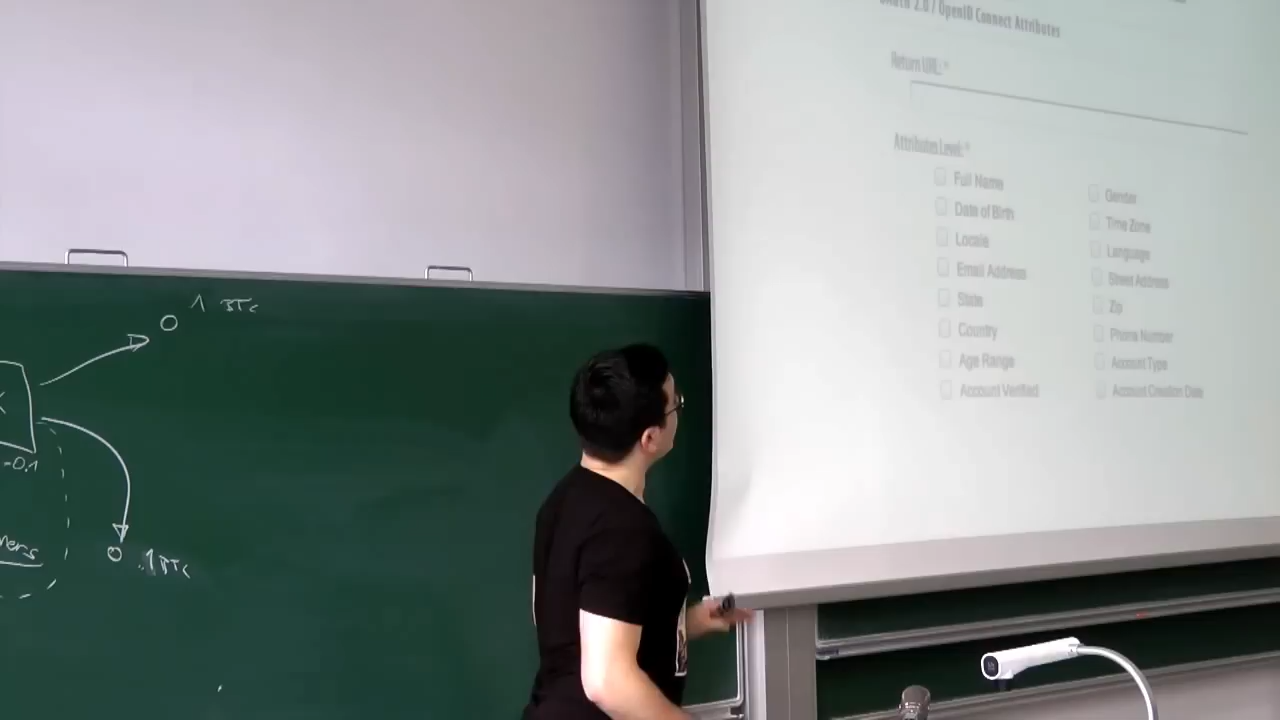 1 BTC
-0.1
1 BTC
OAuth 2.0 / OpenID Connect Attributes
Return URL: *
Attributes Level: *
Full Name
Date of Birth
Locale
Email Address
State
Country
Age Range
Account Verified
Gender
Time Zone
Language
Street Address
Zip
Phone Number
Account Type
Account Creation Date